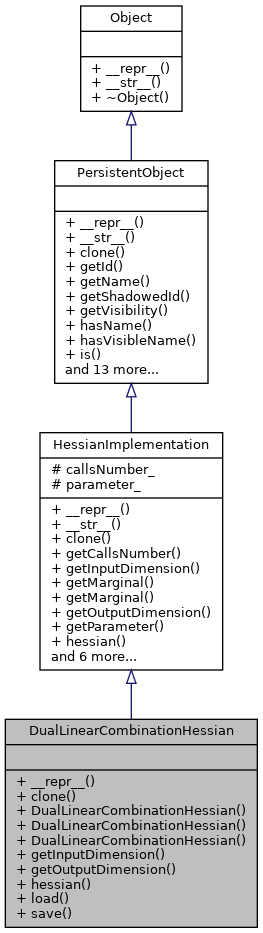 Object
+ __repr__()
+ __str__()
+ ~Object()
PersistentObject
+ __repr__()
+ __str__()
+ clone()
+ getId()
+ getName()
+ getShadowedId()
+ getVisibility()
+ hasName()
+ hasVisibleName()
+ is()
and 13 more...
HessianImplementation
# callsNumber_
# parameter_
+ __repr__()
+ __str__()
+ clone()
+ getCallsNumber()
+ getInputDimension()
+ getMarginal()
+ getMarginal()
+ getOutputDimension()
+ getParameter()
+ hessian()
and 6 more...
DualLinearCombinationHessian
+ __repr__()
+ clone()
+ DualLinearCombinationHessian()
+ DualLinearCombinationHessian()
+ DualLinearCombinationHessian()
+ getInputDimension()
+ getOutputDimension()
+ hessian()
+ load()
+ save()